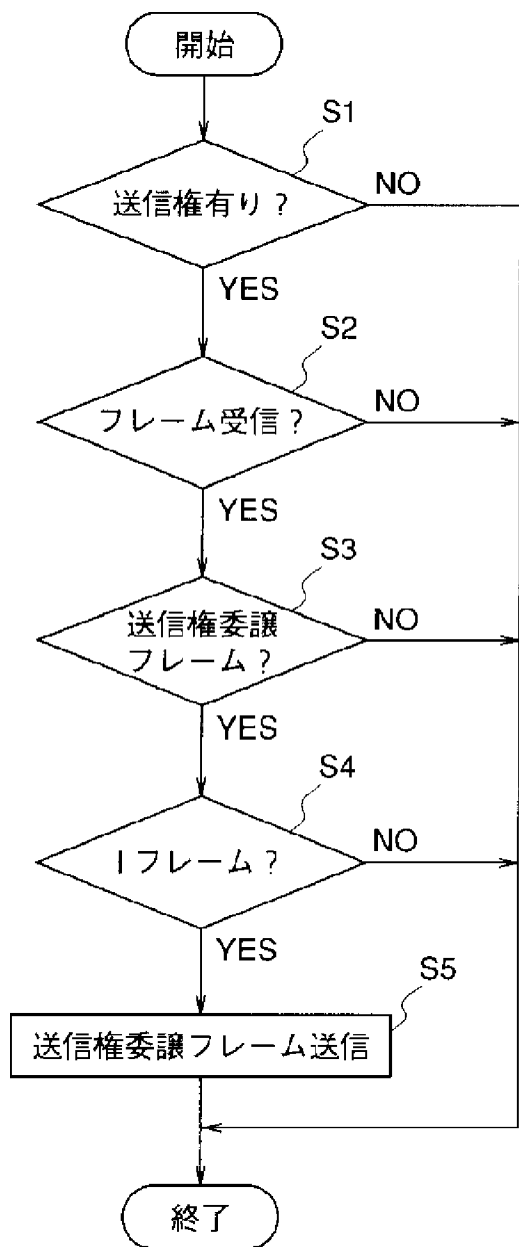 開始
S1
送信権有り？
NO
YES
S2
フレーム受信？
NO
YES
S3
送信権委譲
フレーム？
NO
YES
S4
Iフレーム？
NO
YES
S5
送信権委譲フレーム送信
終了